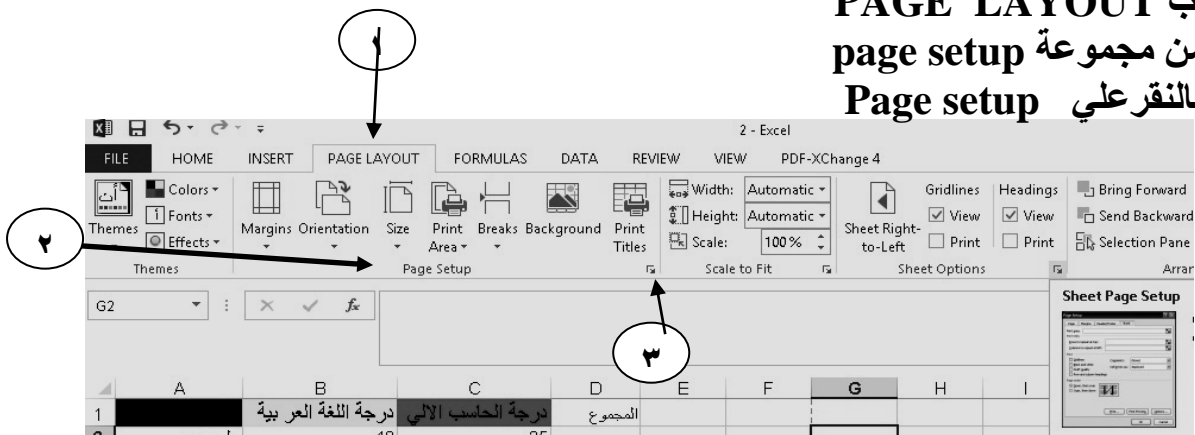 PAGE LAYOUT
page setup من مجموعة
Page setup بالنقرعلي
١
2 - Excel
FILE HOME INSERT PAGE LAYOUT FORMULAS DATA REVIEW VIEW PDF-XChange 4
Colors Width: Automatic Gridlines Headings Bring Forward
Fonts Height: Automatic View View Send Backward
Themes Effects Margins Orientation Size Print Area Breaks Background Print Titles Scale: 100 % Sheet Right-to-Left Print Print Selection Pane
Themes Page Setup Scale to Fit Sheet Options
٢
٣
G2 fx
Sheet Page Setup
A B C D E F G H I
1 درجة اللغة العر بية درجة الحاسب الالي المجموع